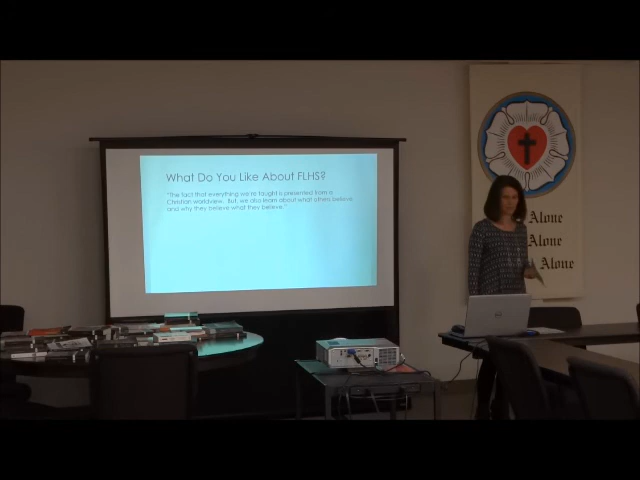 What Do You Like About FLHS?
"The fact that everything we're taught is presented from a
Christian worldview. But, we also learn about what others believe
and why they believe what they believe."
Alone
Alone
Alone
DELL